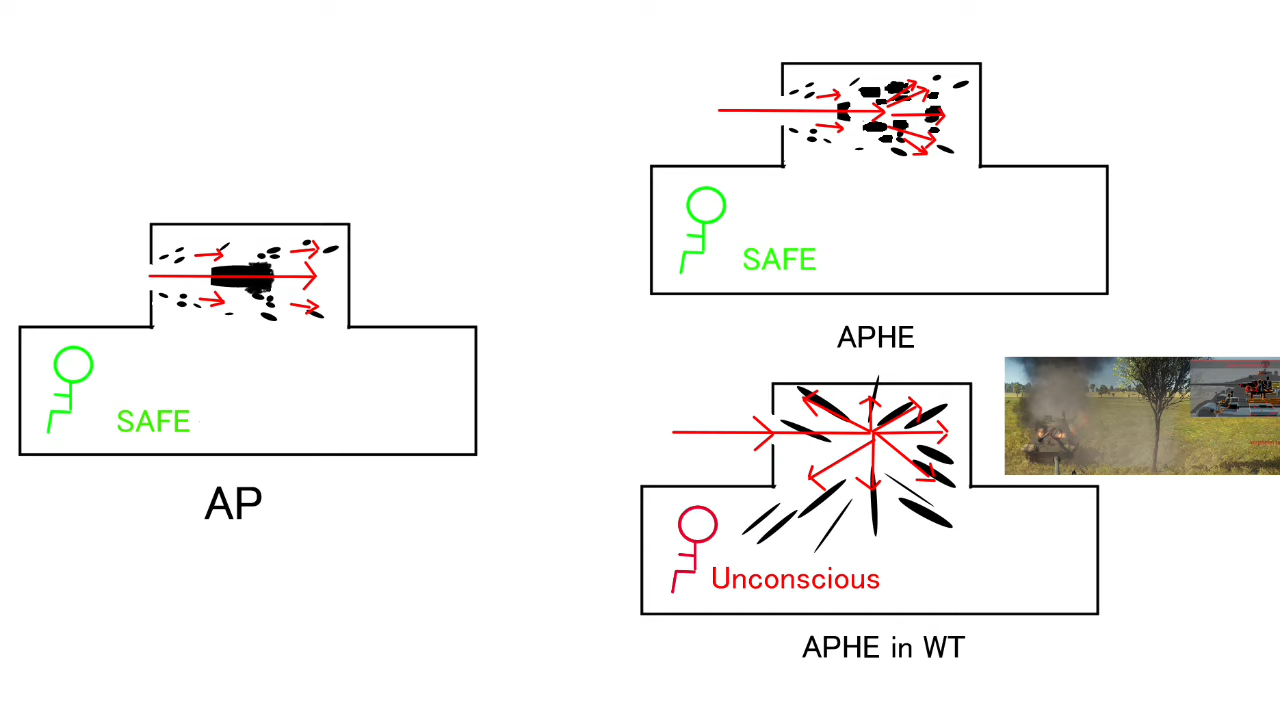 SAFE
AP
SAFE
APHE
Unconscious
APHE in WT